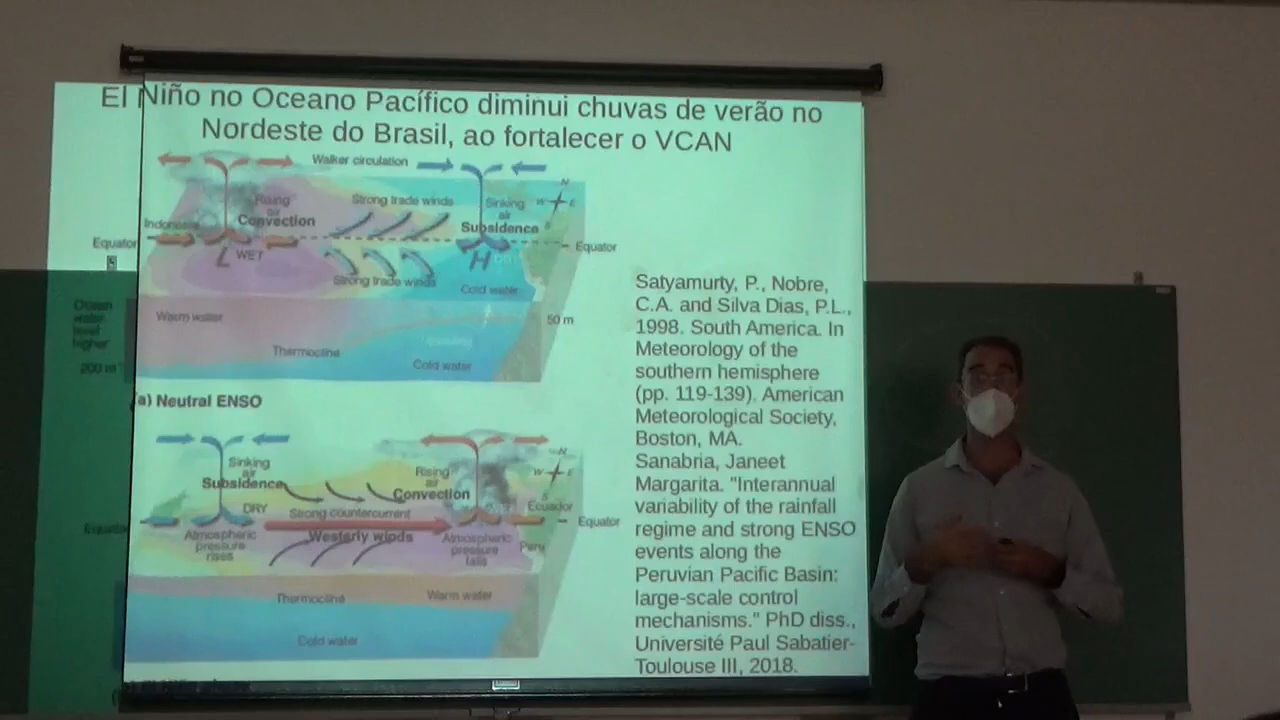 El Niño no Oceano Pacífico diminui chuvas de verão no
Nordeste do Brasil, ao fortalecer o VCAN
Walker circulation
Rising
air
Convection
Strong trade winds
Sinking
air
Subsidence
N
W
E
S
Indonesia
Equator
Equator
L
WET
H
Strong trade winds
Cold water
Ocean
water
level
higher
200 m
Warm water
50 m
Thermocline
Cold water
(a) Neutral ENSO
Sinking
air
Subsidence
DRY
Rising
air
Convection
N
W
E
S
Ecuador
Strong countercurrent
Westerly winds
Equator
Equator
Atmospheric
pressure
rises
Atmospheric
pressure
falls
Peru
Thermocline
Warm water
Cold water
Satyamurty, P., Nobre,
C.A. and Silva Dias, P.L.,
1998. South America. In
Meteorology of the
southern hemisphere
(pp. 119-139). American
Meteorological Society,
Boston, MA.
Sanabria, Janeet
Margarita. "Interannual
variability of the rainfall
regime and strong ENSO
events along the
Peruvian Pacific Basin:
large-scale control
mechanisms." PhD diss.,
Université Paul Sabatier-
Toulouse III, 2018.